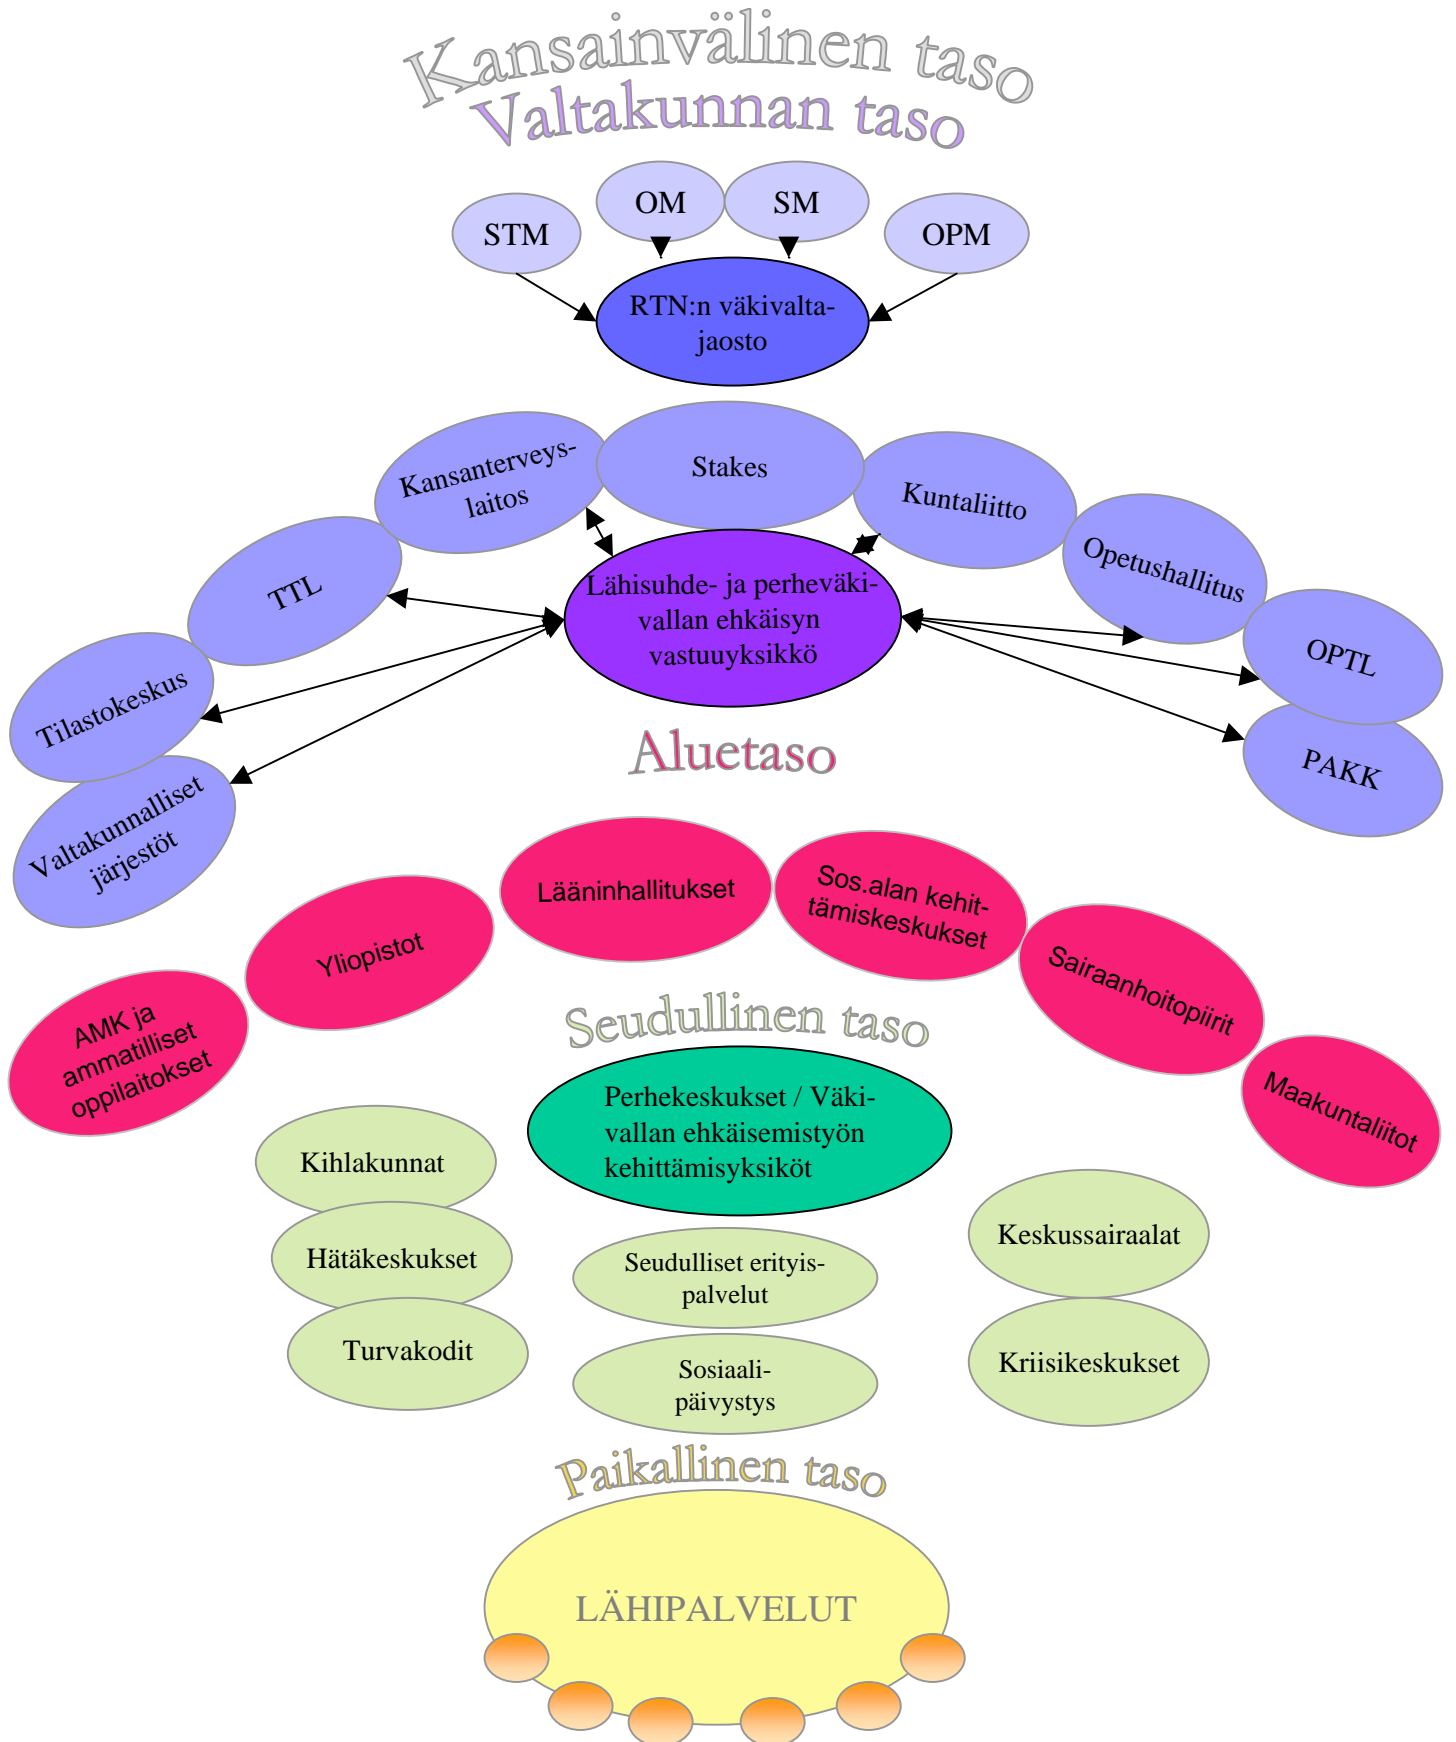 Kansainvälinen taso
Valtakunnan taso
STM
OM
SM
OPM
RTN:n väkivalta-
jaosto
Kansanterveys-
laitos
Stakes
Kuntaliitto
Opetushallitus
TTL
OPTL
Tilastokeskus
PAKK
Valtakunnalliset
järjestöt
Lähisuhde- ja perheväki-
vallan ehkäisyn
vastuuyksikkö
Aluetaso
AMK ja
ammatilliset
oppilaitokset
Yliopistot
Lääninhallitukset
Sos.alan kehit-
tämiskeskukset
Sairaanhoitopiirit
Maakuntaliitot
Seudullinen taso
Perhekeskukset / Väki-
vallan ehkäisemistyön
kehittämisyksiköt
Kihlakunnat
Hätäkeskukset
Turvakodit
Seudulliset erityis-
palvelut
Sosiaali-
päivystys
Keskussairaalat
Kriisikeskukset
Paikallinen taso
LÄHIPALVELUT